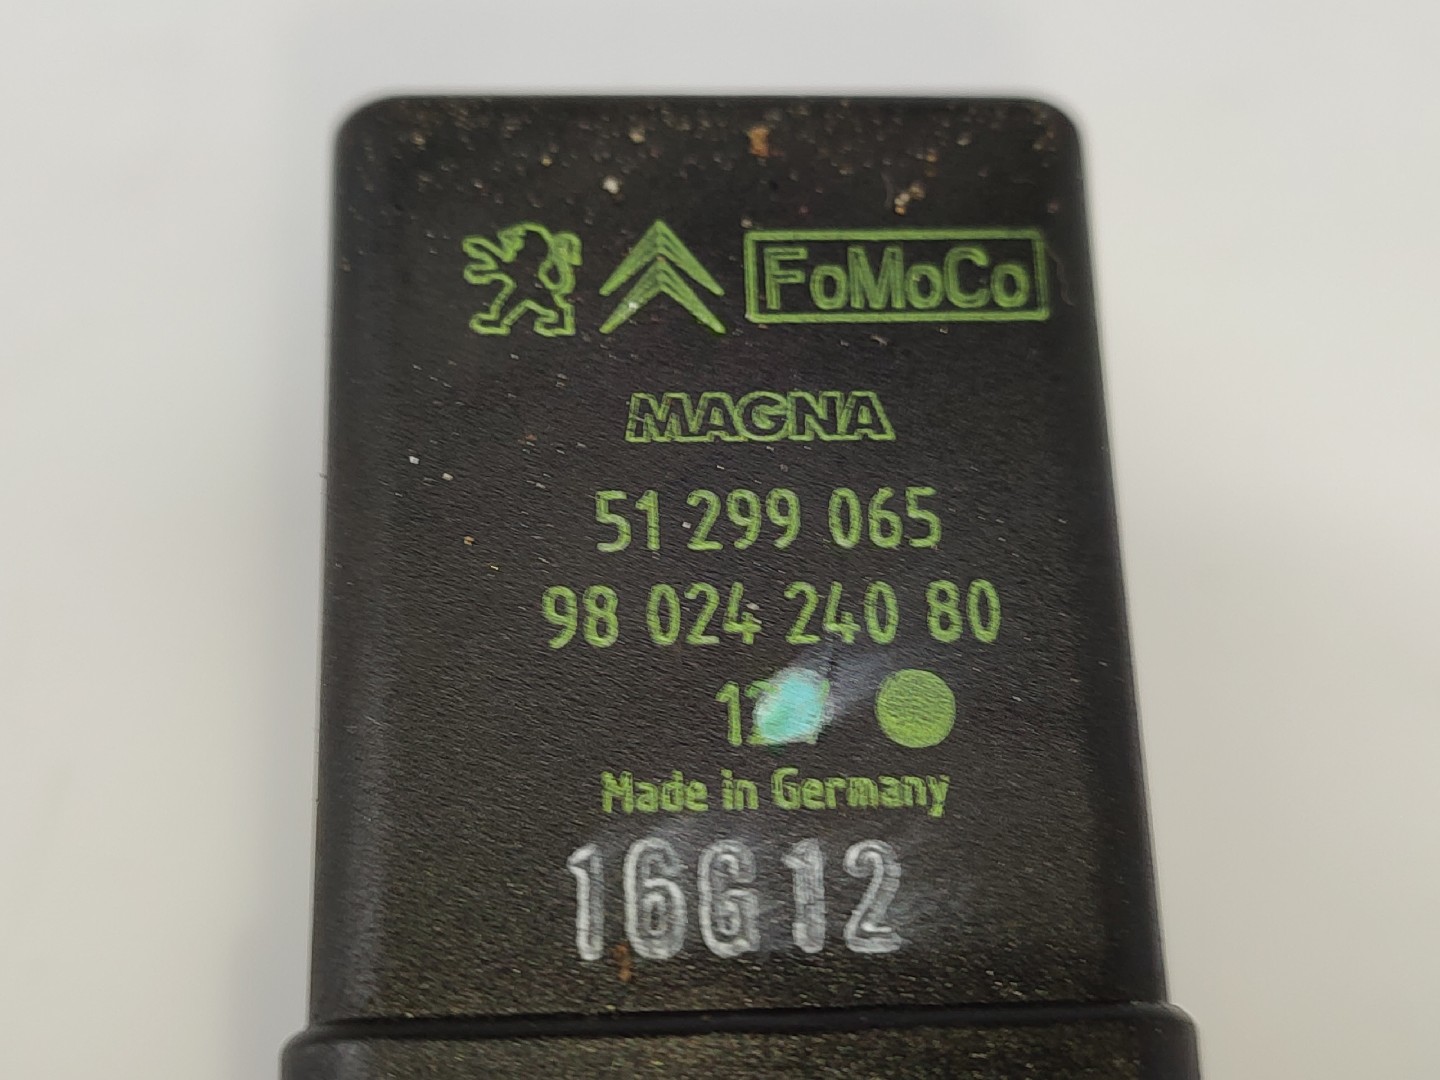 FoMoCo
MAGNA
51 299 065
98 024 240 80
Made in Germany
16G12